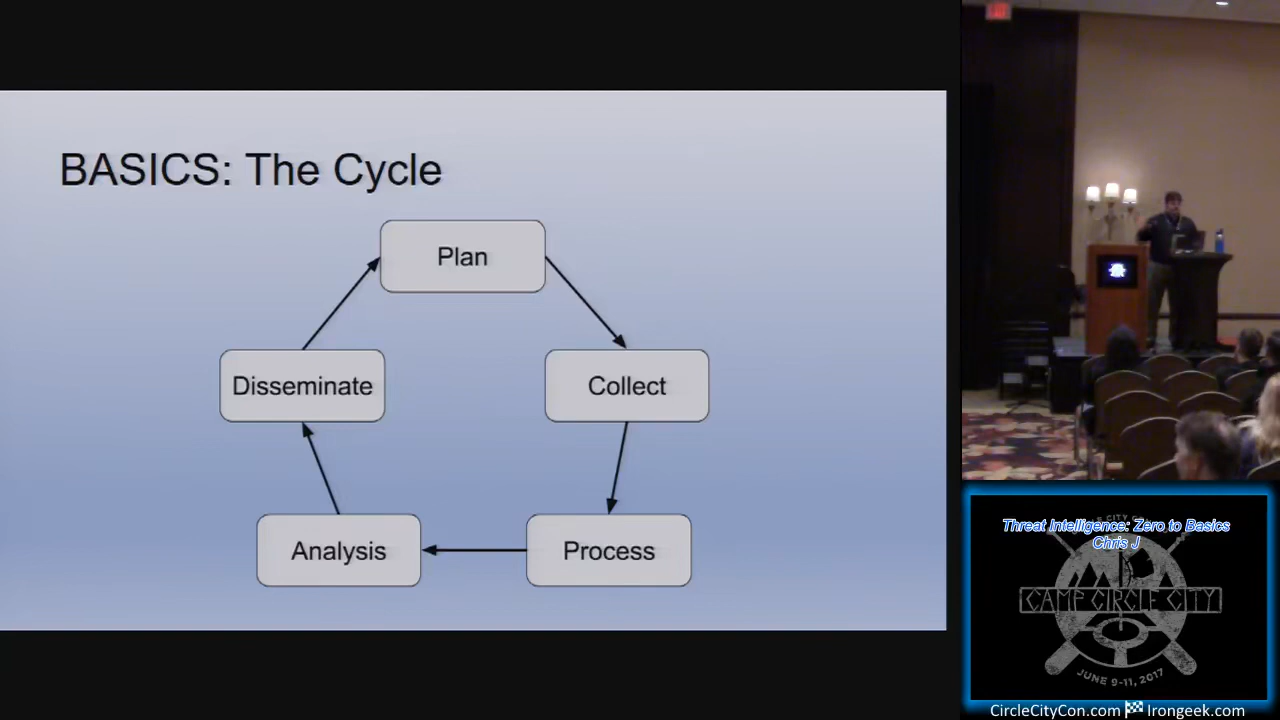 BASICS: The Cycle
Plan
Disseminate
Collect
Analysis
Process
Threat Intelligence: Zero to Basics
Chris J
CAMP CIRCLE CITY
JUNE 9-11, 2017
CircleCityCon.com Irongeek.com